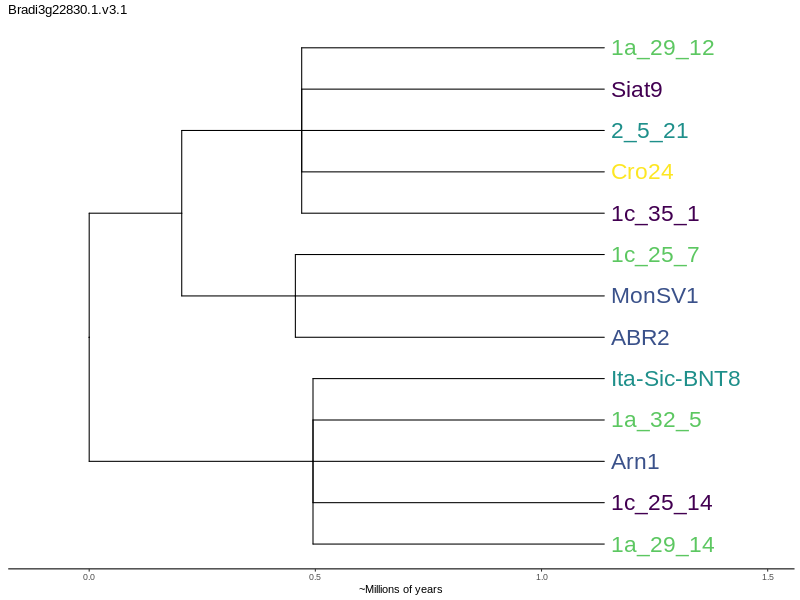 Bradi3g22830.1.v3.1
1a_29_12
Siat9
2_5_21
Cro24
1c_35_1
1c_25_7
MonSV1
ABR2
Ita-Sic-BNT8
1a_32_5
Arn1
1c_25_14
1a_29_14
0.0 0.5 1.0 1.5
~Millions of years